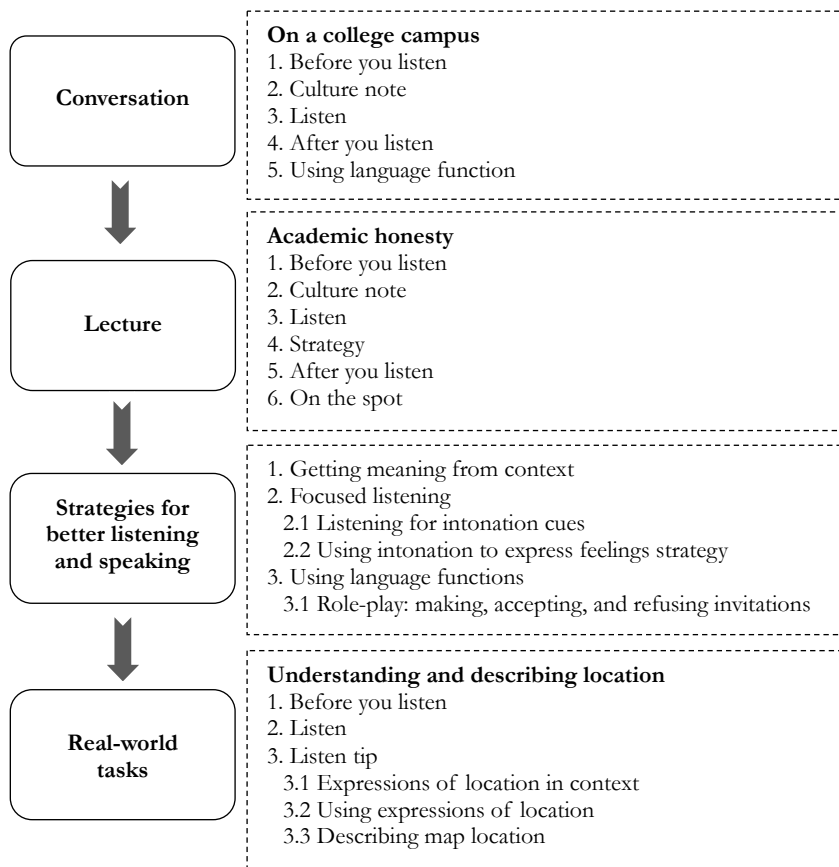 Conversation
On a college campus
1. Before you listen
2. Culture note
3. Listen
4. After you listen
5. Using language function
Lecture
Academic honesty
1. Before you listen
2. Culture note
3. Listen
4. Strategy
5. After you listen
6. On the spot
Strategies for
better listening
and speaking
1. Getting meaning from context
2. Focused listening
2.1 Listening for intonation cues
2.2 Using intonation to express feelings strategy
3. Using language functions
3.1 Role-play: making, accepting, and refusing invitations
Real-world
tasks
Understanding and describing location
1. Before you listen
2. Listen
3. Listen tip
3.1 Expressions of location in context
3.2 Using expressions of location
3.3 Describing map location